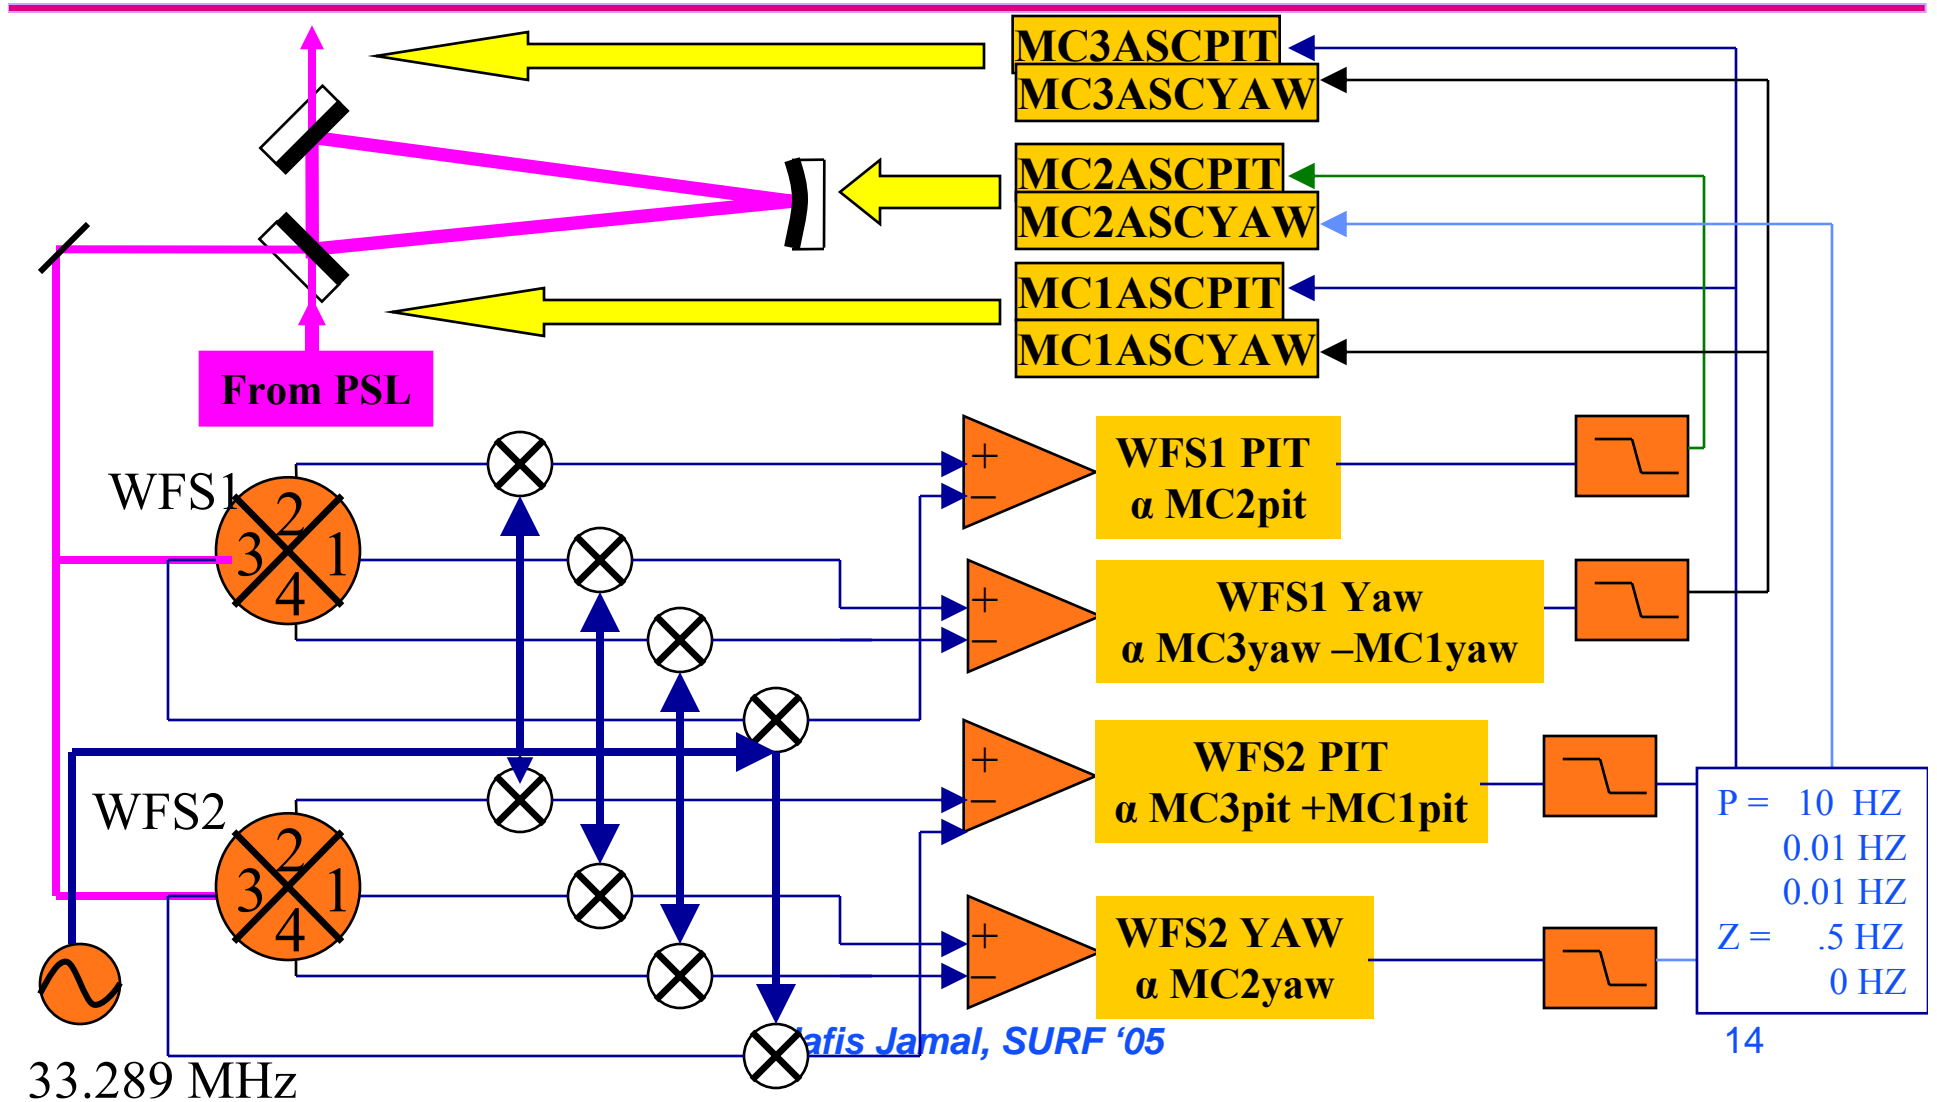 MC3ASCPIT
MC3ASCYAW
MC2ASCPIT
MC2ASCYAW
MC1ASCPIT
MC1ASCYAW
From PSL
WFS1
2
3 1
4
+
–
WFS1 PIT
α MC2pit
+
–
WFS1 Yaw
α MC3yaw –MC1yaw
+
–
WFS2 PIT
α MC3pit +MC1pit
WFS2
2
3 1
4
+
–
WFS2 YAW
α MC2yaw
P = 10 HZ
0.01 HZ
0.01 HZ
Z = .5 HZ
0 HZ
Jamal, SURF ‘05
14
33.289 MHz